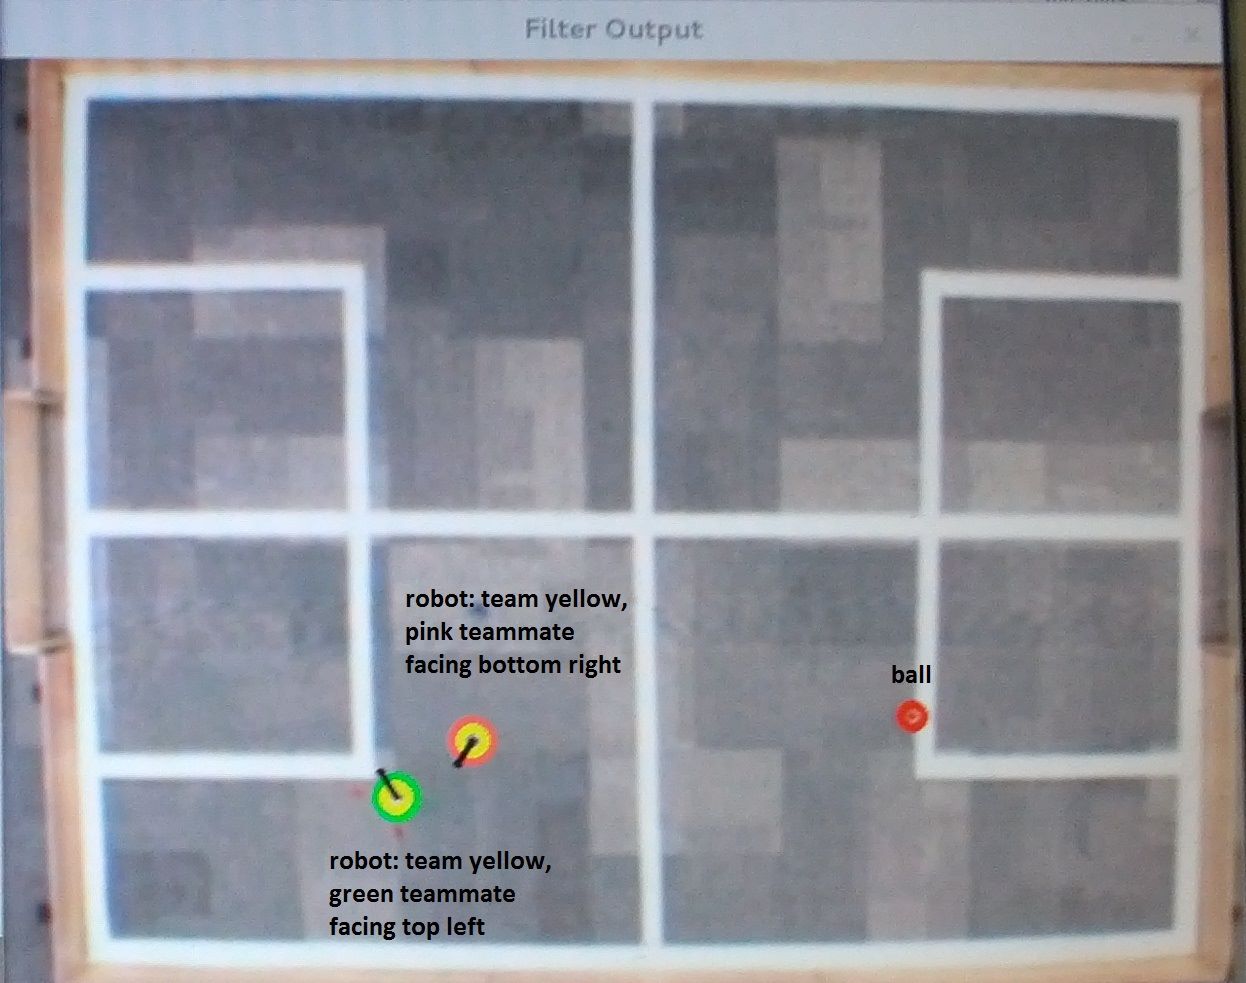 Filter Output
robot: team yellow,
pink teammate
facing bottom right
ball
robot: team yellow,
green teammate
facing top left